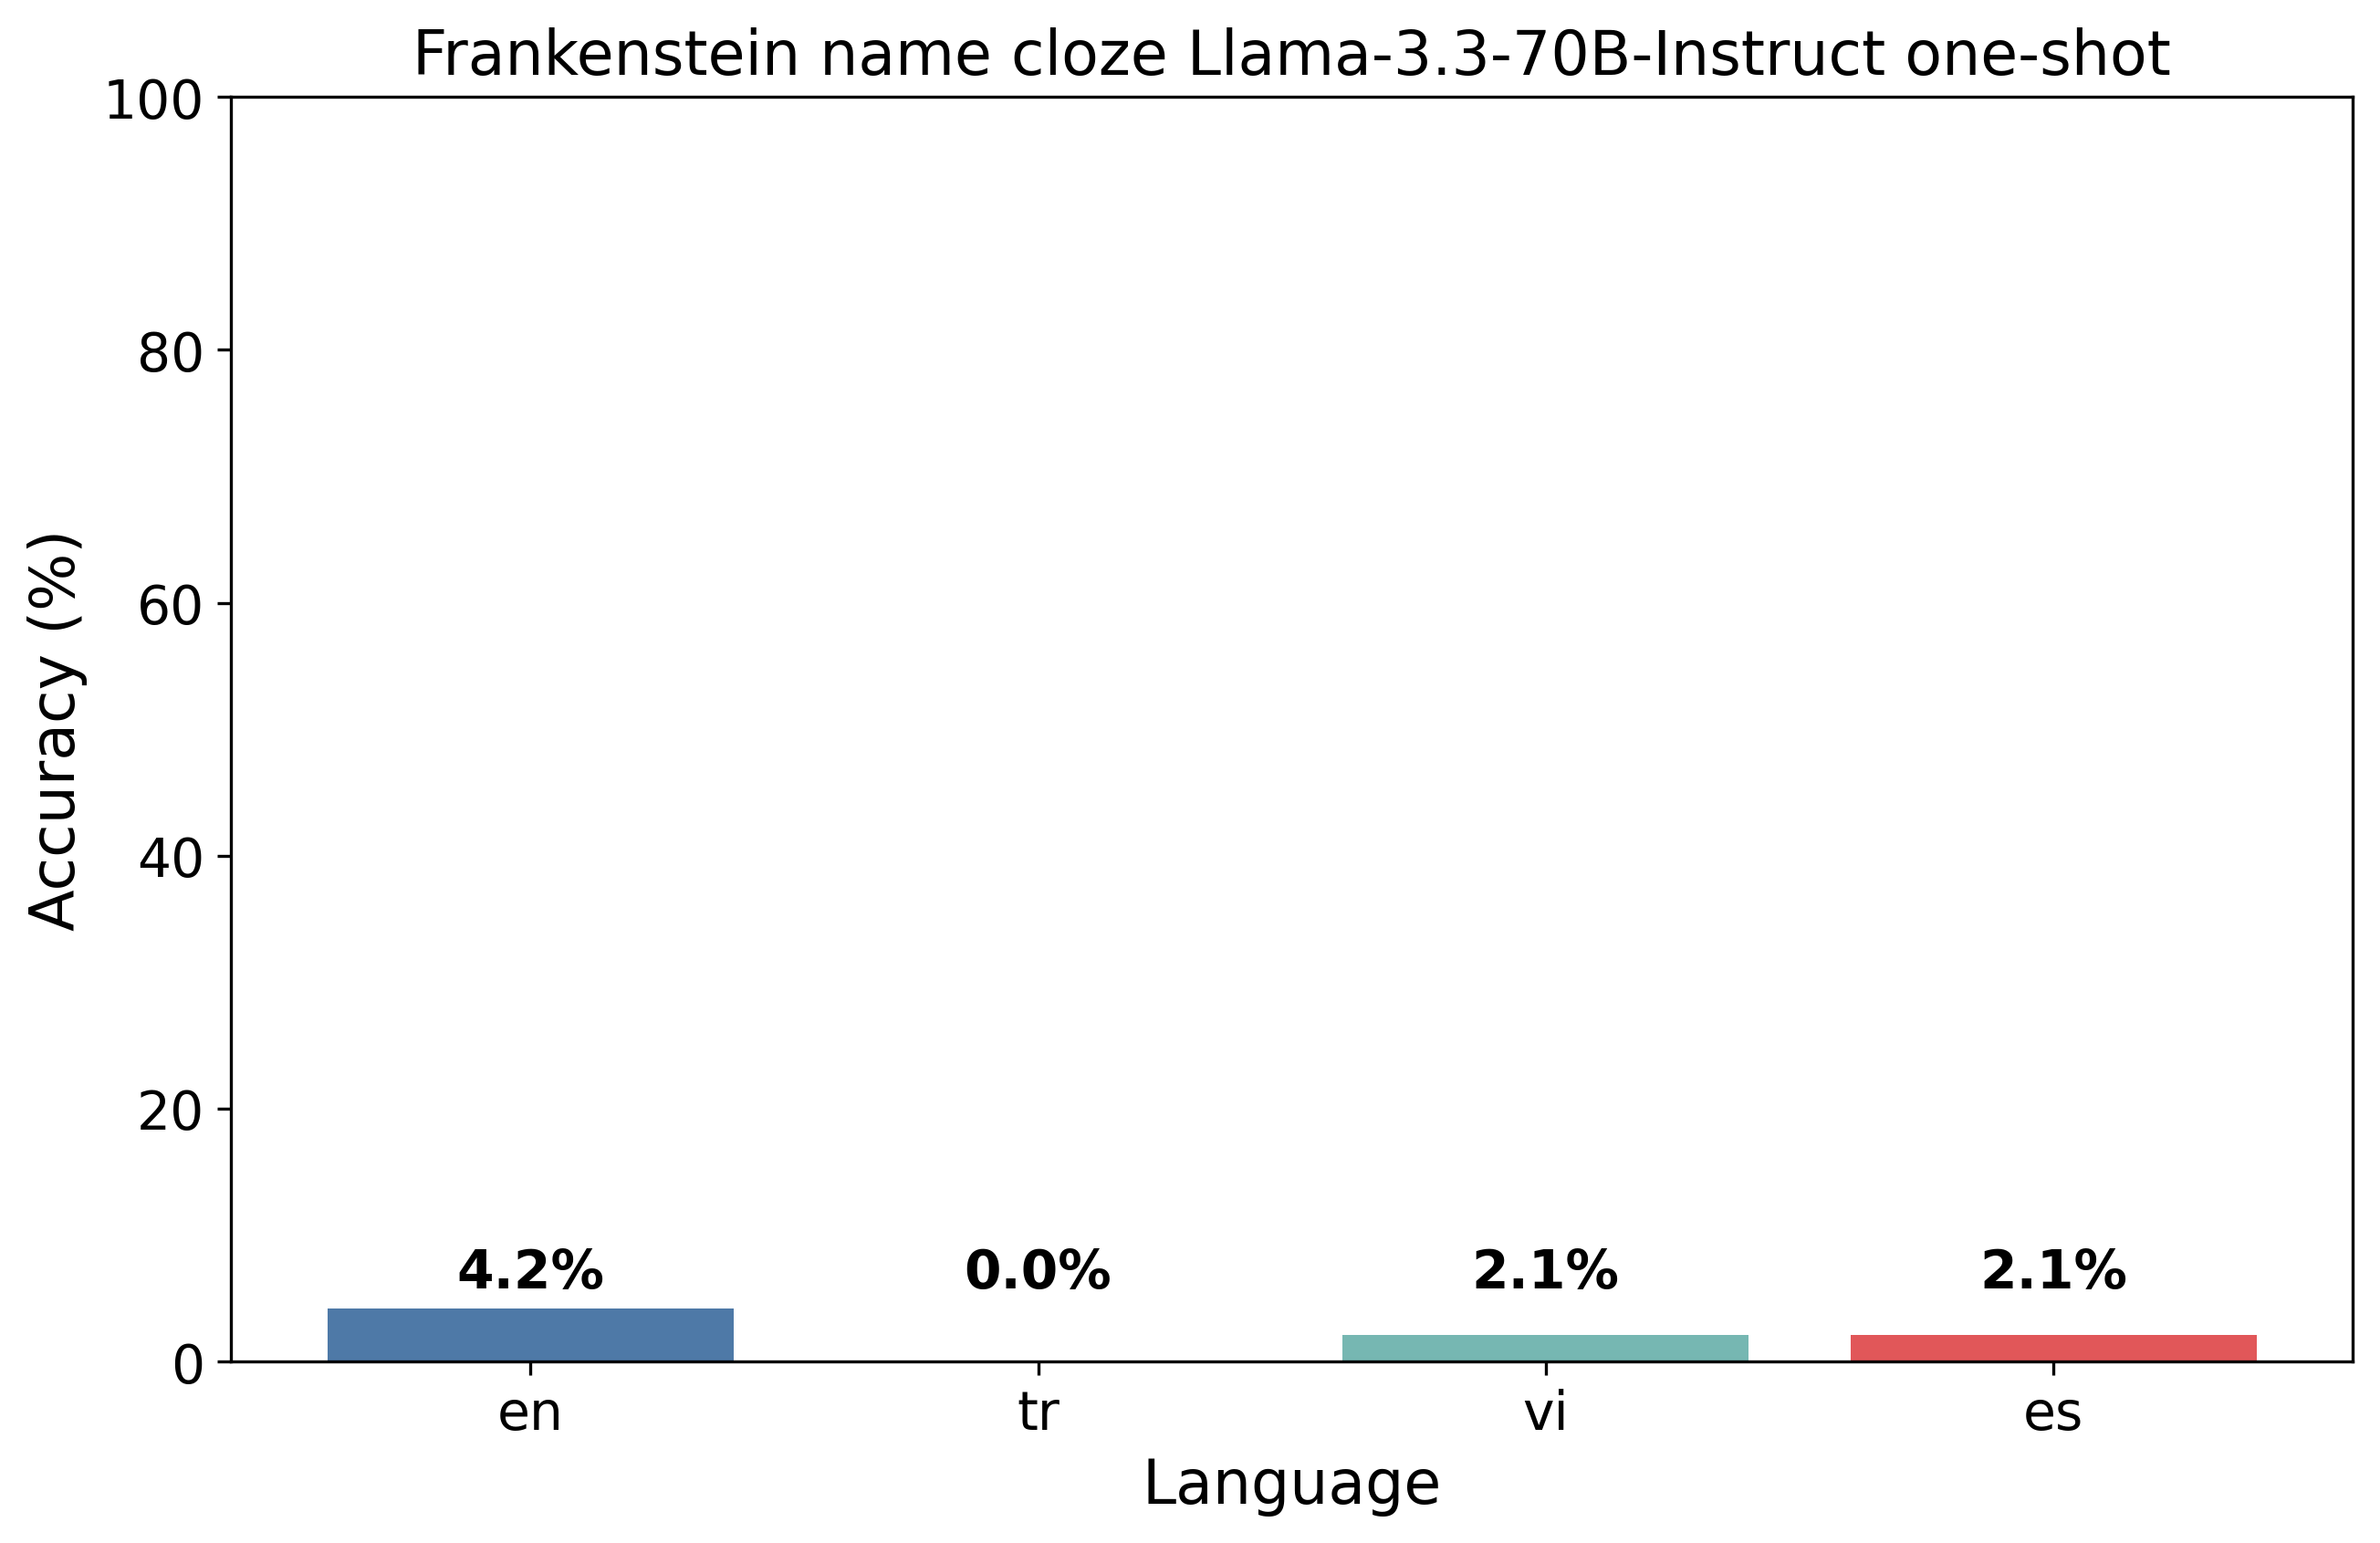 Frankenstein name cloze Llama-3.3-70B-Instruct one-shot
100
80
60
40
20
0
Accuracy (%)
4.2%
0.0%
2.1%
2.1%
en
tr
vi
es
Language